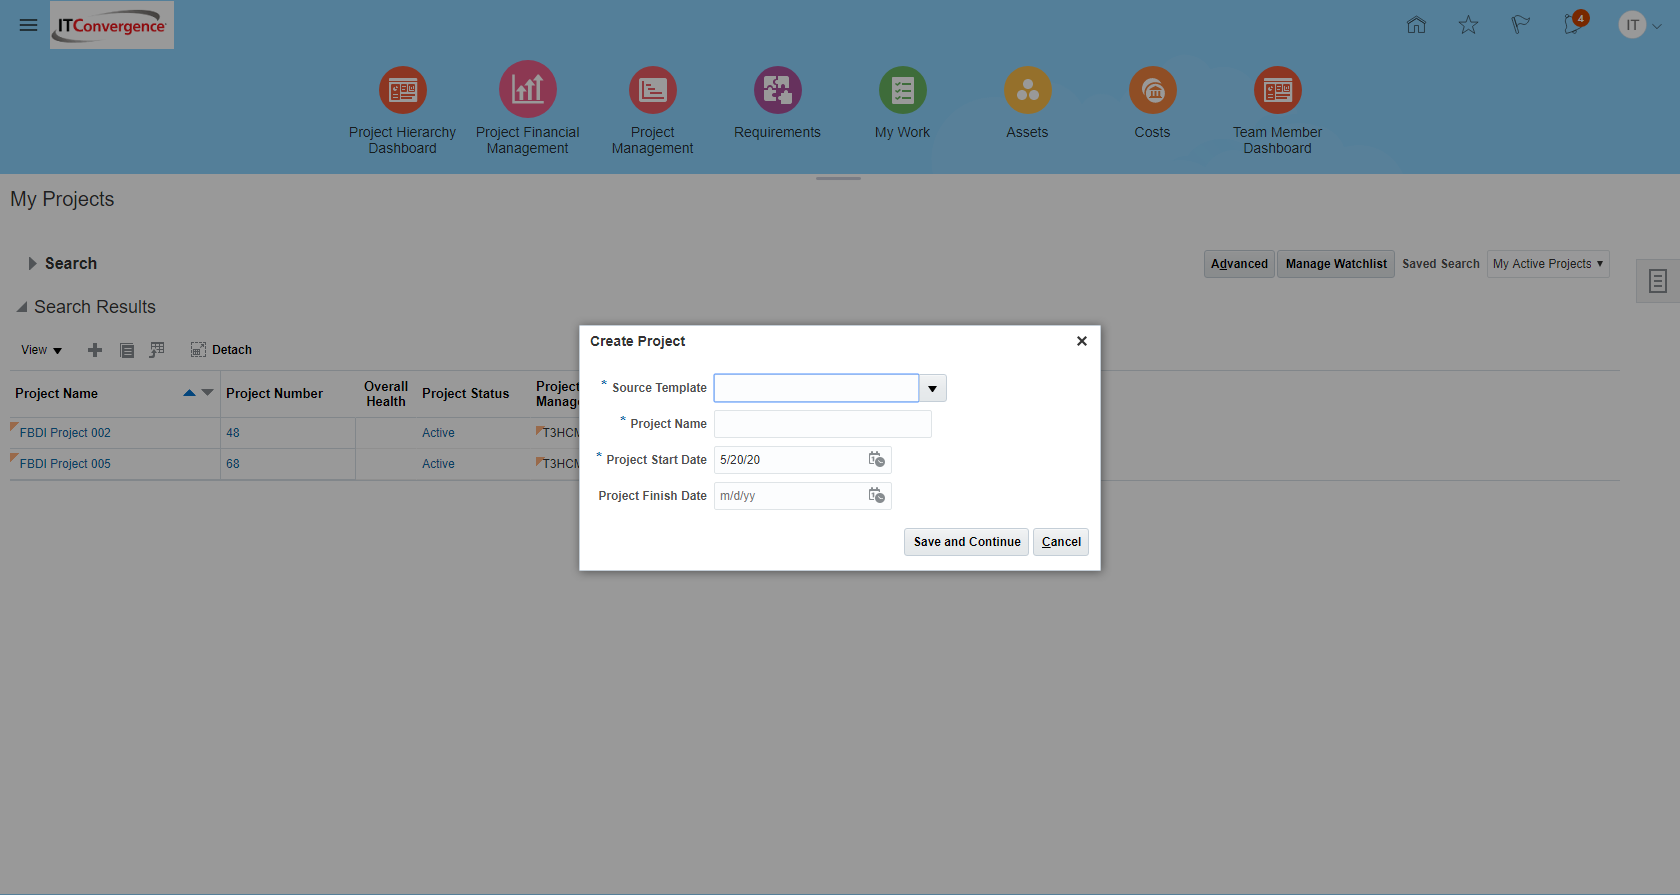 ITConvergence
4
IT
Project Hierarchy
Dashboard
Project Financial
Management
Project
Management
Requirements
My Work
Assets
Costs
Team Member
Dashboard
My Projects
Search
Advanced
Manage Watchlist
Saved Search
My Active Projects
Search Results
View
Detach
Project Name
Project Number
Overall
Health
Project Status
Project
Manag
FBDI Project 002
48
Active
T3HCM
FBDI Project 005
68
Active
T3HCM
Create Project
* Source Template
* Project Name
* Project Start Date 5/20/20
Project Finish Date m/d/yy
Save and Continue
Cancel